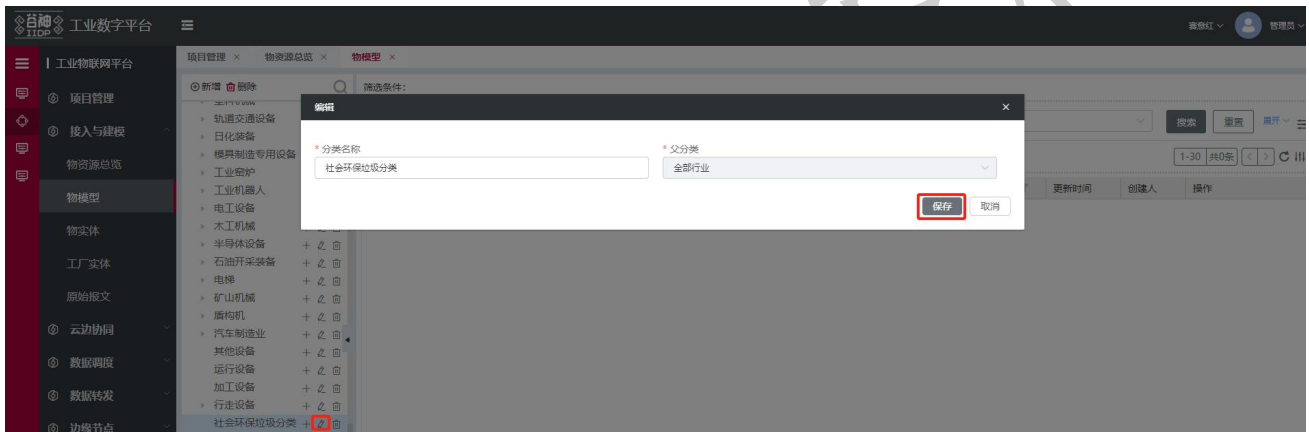 谷神 IIDP 工业数字平台
赛意红
管理员
工业物联网平台
项目管理
接入与建模
物资源总览
物模型
物实体
工厂实体
原始报文
云边协同
数据调度
数据转发
边缘节点
项目管理 × 物资源总览 × 物模型 ×
新增 删除
筛选条件:
轨道交通设备
日化装备
模具制造专用设备
工业窑炉
工业机器人
电工设备
木工机械
半导体设备
石油开采装备
电梯
矿山机械
盾构机
汽车制造业
其他设备
运行设备
加工设备
行走设备
社会环保垃圾分类
编辑 ×
* 分类名称
社会环保垃圾分类
* 父分类
全部行业
保存 取消
搜索 重置 展开
1-30 共0条 < >
更新时间 创建人 操作